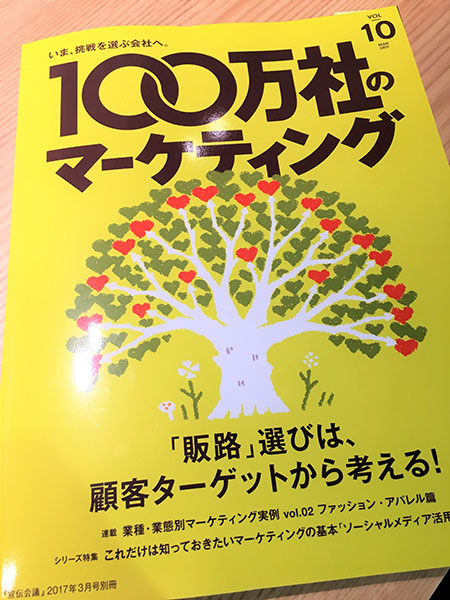 いま、挑戦を選ぶ会社へ。
VOL.
10
MAR
2017
100万社の
マーケティング
「販路」選びは、
顧客ターゲットから考える!
連載 業種・業態別マーケティング実例 vol.02 ファッション・アパレル篇
シリーズ特集 これだけは知っておきたいマーケティングの基本「ソーシャルメディア活用
『宣伝会議』2017年3月号別冊